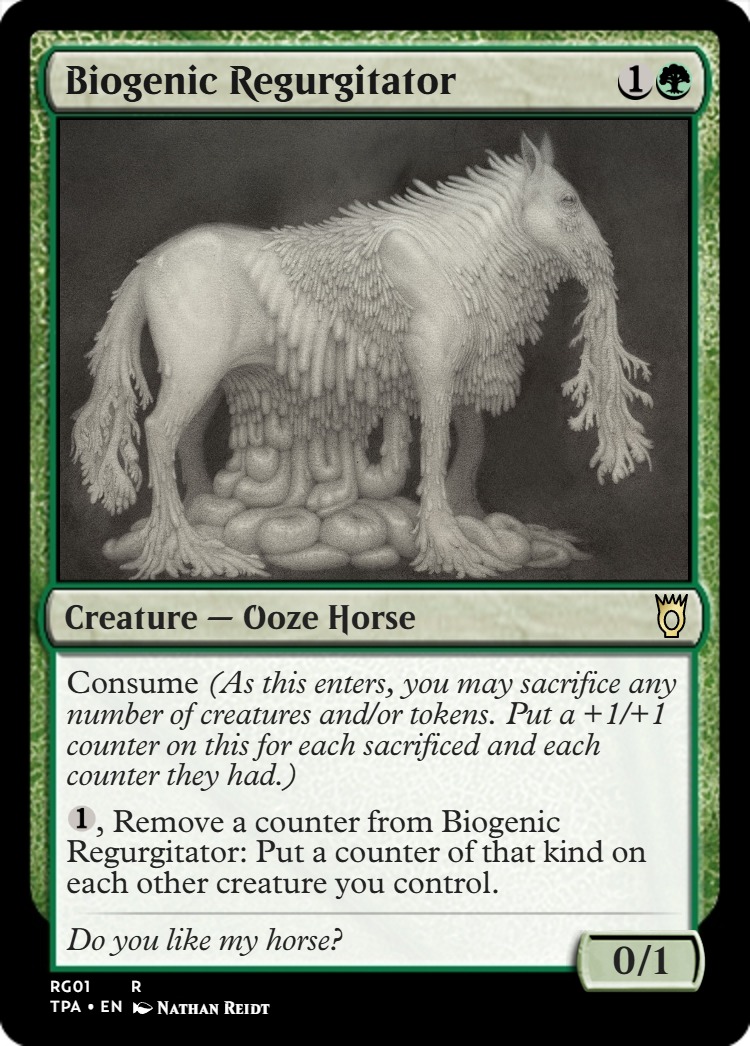 Biogenic Regurgitator 1
Creature — Ooze Horse
Consume (As this enters, you may sacrifice any
number of creatures and/or tokens. Put a +1/+1
counter on this for each sacrificed and each
counter they had.)
1, Remove a counter from Biogenic
Regurgitator: Put a counter of that kind on
each other creature you control.
Do you like my horse?
0/1
RG01 R
TPA • EN NATHAN REIDT